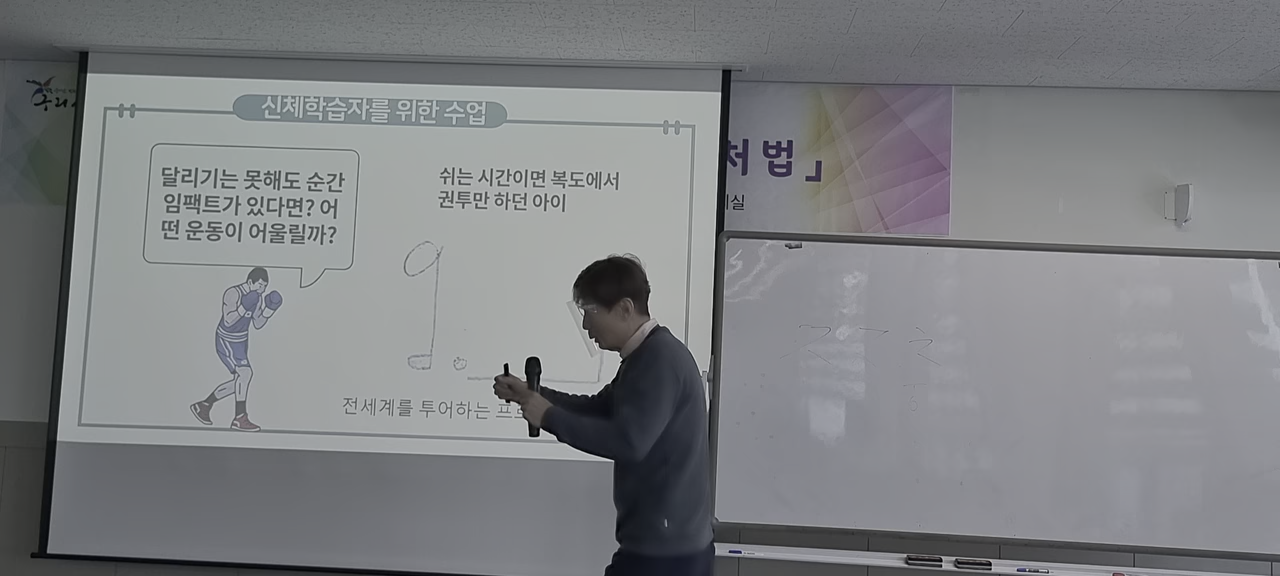 신체학습자를 위한 수업
달리기는 못해도 순간
임팩트가 있다면? 어
떤 운동이 어울릴까?
쉬는 시간이면 복도에서
권투만 하던 아이
전세계를 투어하는
처법」
실